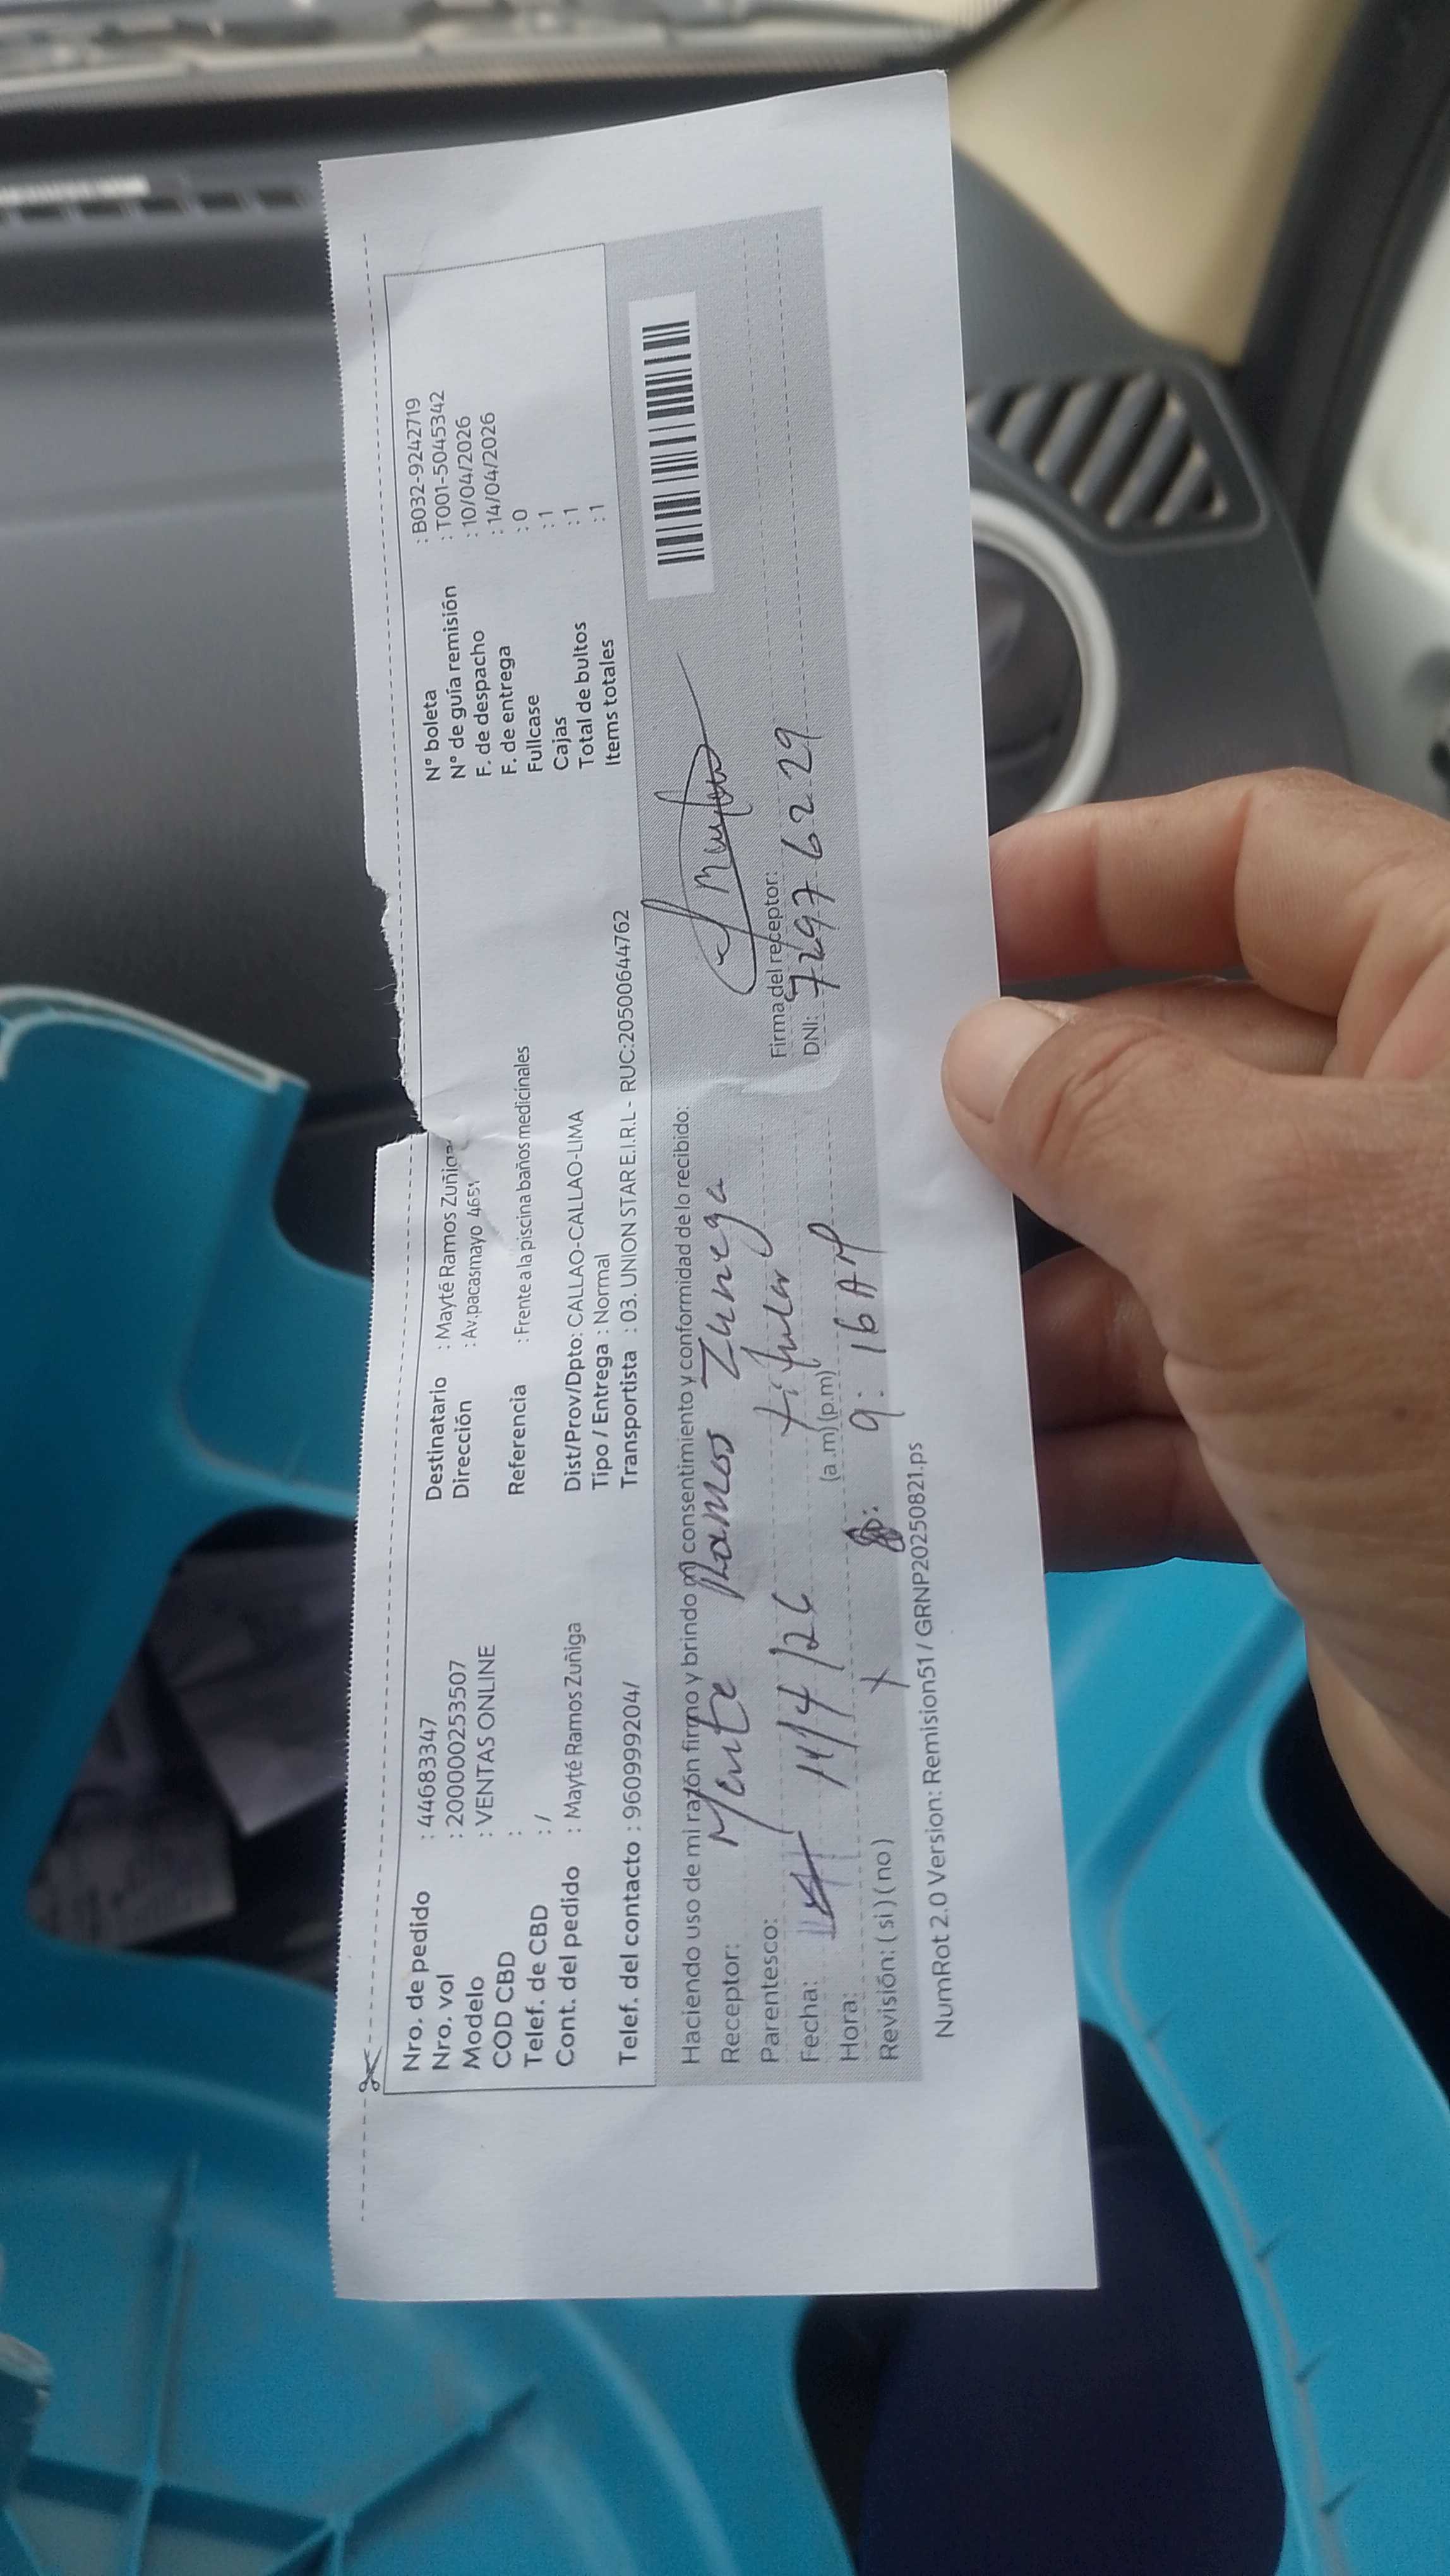 Nro. de pedido : 44683347
Nro. vol : 200000253507
Modelo : VENTAS ONLINE
COD CBD :
Telef. de CBD : /
Cont. del pedido : Mayté Ramos Zuñiga
Telef. del contacto : 960999204/
Destinatario : Mayté Ramos Zuñiga
Dirección : Av.pacasmayo 4651
Referencia : Frente a la piscina baños medicinales
Dist/Prov/Dpto: CALLAO-CALLAO-LIMA
Tipo / Entrega : Normal
Transportista : 03. UNION STAR E.I.R.L - RUC:20500644762
N° boleta : B032-9242719
N° de guía remisión : T001-5045342
F. de despacho : 10/04/2026
F. de entrega : 14/04/2026
Fullcase : 0
Cajas : 1
Total de bultos : 1
Items totales : 1
Haciendo uso de mi razón firmo y brindo mi consentimiento y conformidad de lo recibido:
Receptor: Mayte Ramos Zuñega
Parentesco: titular
Fecha: 14/4/26
Hora: (a.m) (p.m) 9:16 AM
Revisión: ( si ) ( no ) X
Firma del receptor:
DNI: 72976229
NumRot 2.0 Version: Remision51 / GRNP20250821.ps